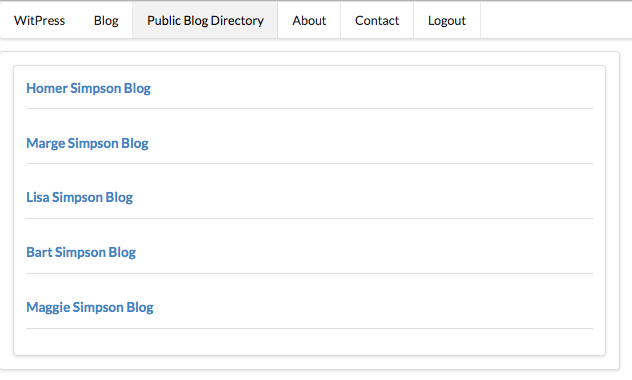 WitPress Blog Public Blog Directory About Contact Logout
Homer Simpson Blog
Marge Simpson Blog
Lisa Simpson Blog
Bart Simpson Blog
Maggie Simpson Blog